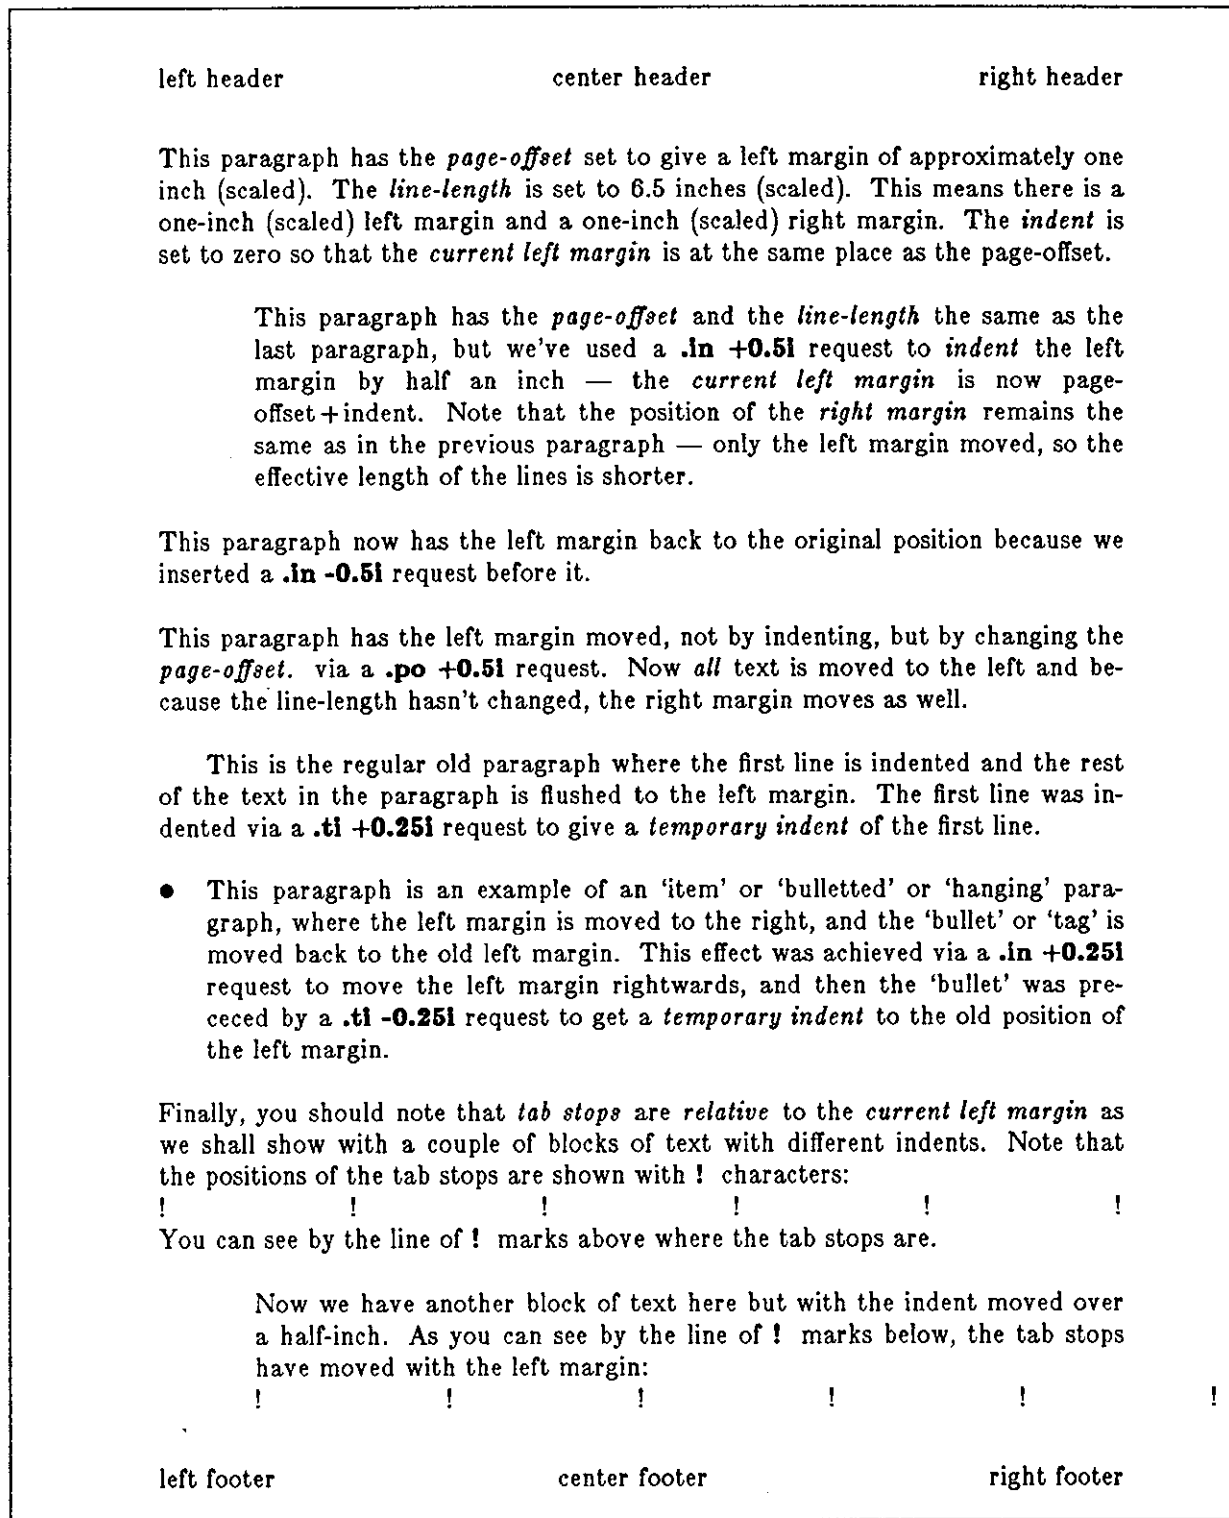 left header center header right header
This paragraph has the page-offset set to give a left margin of approximately one
inch (scaled). The line-length is set to 6.5 inches (scaled). This means there is a
one-inch (scaled) left margin and a one-inch (scaled) right margin. The indent is
set to zero so that the current left margin is at the same place as the page-offset.
This paragraph has the page-offset and the line-length the same as the
last paragraph, but we've used a .in +0.5i request to indent the left
margin by half an inch — the current left margin is now page-
offset+indent. Note that the position of the right margin remains the
same as in the previous paragraph — only the left margin moved, so the
effective length of the lines is shorter.
This paragraph now has the left margin back to the original position because we
inserted a .in -0.5i request before it.
This paragraph has the left margin moved, not by indenting, but by changing the
page-offset. via a .po +0.5i request. Now all text is moved to the left and be-
cause the line-length hasn't changed, the right margin moves as well.
This is the regular old paragraph where the first line is indented and the rest
of the text in the paragraph is flushed to the left margin. The first line was in-
dented via a .ti +0.25i request to give a temporary indent of the first line.
● This paragraph is an example of an ‘item’ or ‘bulletted’ or ‘hanging’ para-
graph, where the left margin is moved to the right, and the ‘bullet’ or ‘tag’ is
moved back to the old left margin. This effect was achieved via a .in +0.25i
request to move the left margin rightwards, and then the ‘bullet’ was pre-
ceced by a .ti -0.25i request to get a temporary indent to the old position of
the left margin.
Finally, you should note that tab stops are relative to the current left margin as
we shall show with a couple of blocks of text with different indents. Note that
the positions of the tab stops are shown with ! characters:
! ! ! ! ! !
You can see by the line of ! marks above where the tab stops are.
Now we have another block of text here but with the indent moved over
a half-inch. As you can see by the line of ! marks below, the tab stops
have moved with the left margin:
! ! ! ! ! !
left footer center footer right footer